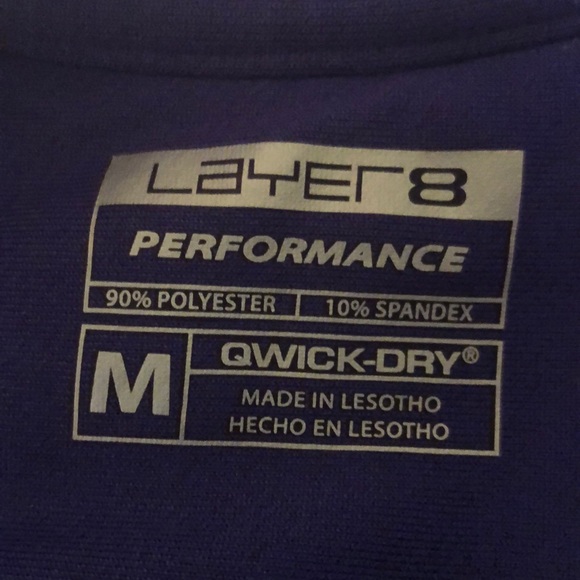 Layer8
PERFORMANCE
90% POLYESTER 10% SPANDEX
M
QWICK-DRY®
MADE IN LESOTHO
HECHO EN LESOTHO